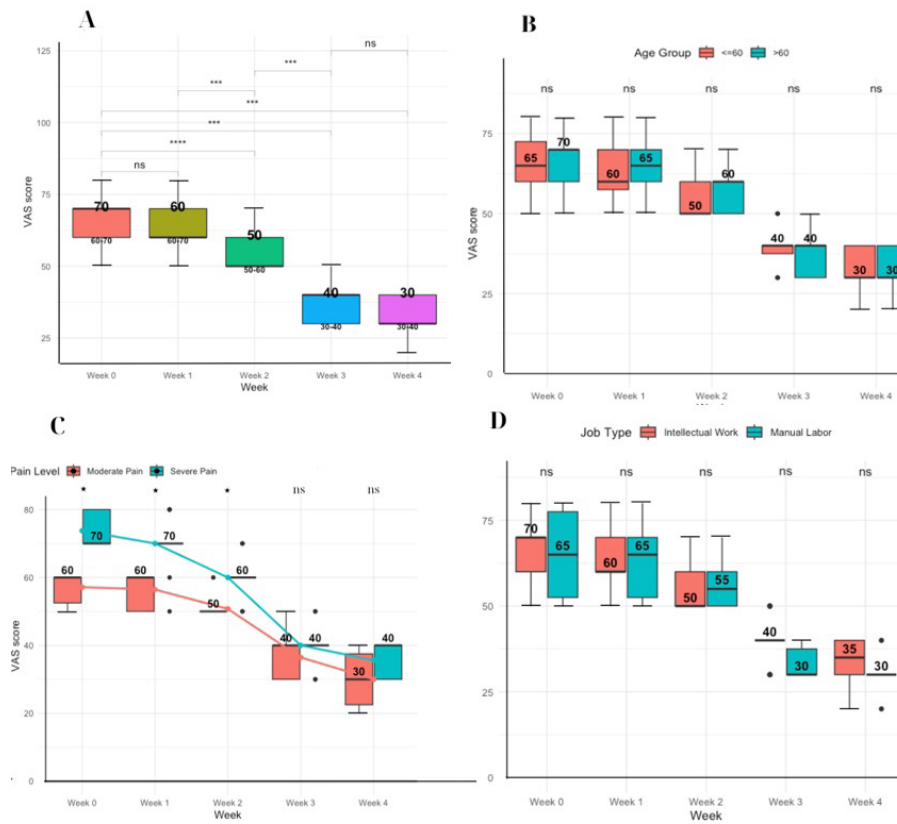 A
VAS score
125
100
75
50
25
ns
***
***
***
***
****
ns
70
60-70
60
60-70
50
50-60
40
30-40
30
30-40
Week 0
Week 1
Week 2
Week 3
Week 4
Week
B
Age Group
<=60
>60
VAS score
75
50
25
0
ns
ns
ns
ns
ns
65
70
60
65
50
60
40
40
30
30
Week 0
Week 1
Week 2
Week 3
Week 4
C
Pain Level
Moderate Pain
Severe Pain
VAS score
80
60
40
20
0
*
*
*
ns
ns
60
70
60
70
50
60
40
40
30
40
Week 0
Week 1
Week 2
Week 3
Week 4
Week
D
Job Type
Intellectual Work
Manual Labor
VAS score
75
50
25
0
ns
ns
ns
ns
ns
70
65
60
65
50
55
40
30
35
30
Week 0
Week 1
Week 2
Week 3
Week 4
Week